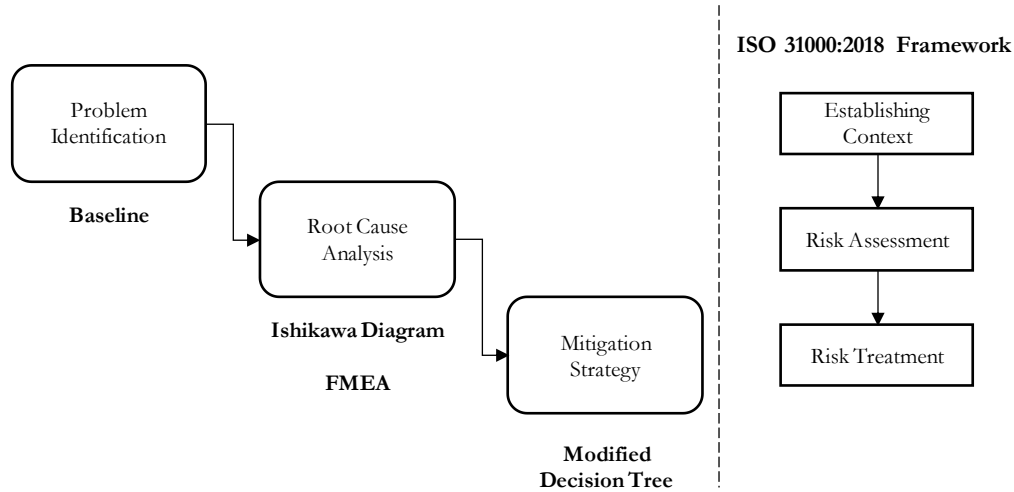 Problem
Identification
Baseline
Root Cause
Analysis
Ishikawa Diagram
FMEA
Mitigation
Strategy
Modified
Decision Tree
ISO 31000:2018 Framework
Establishing
Context
Risk Assessment
Risk Treatment